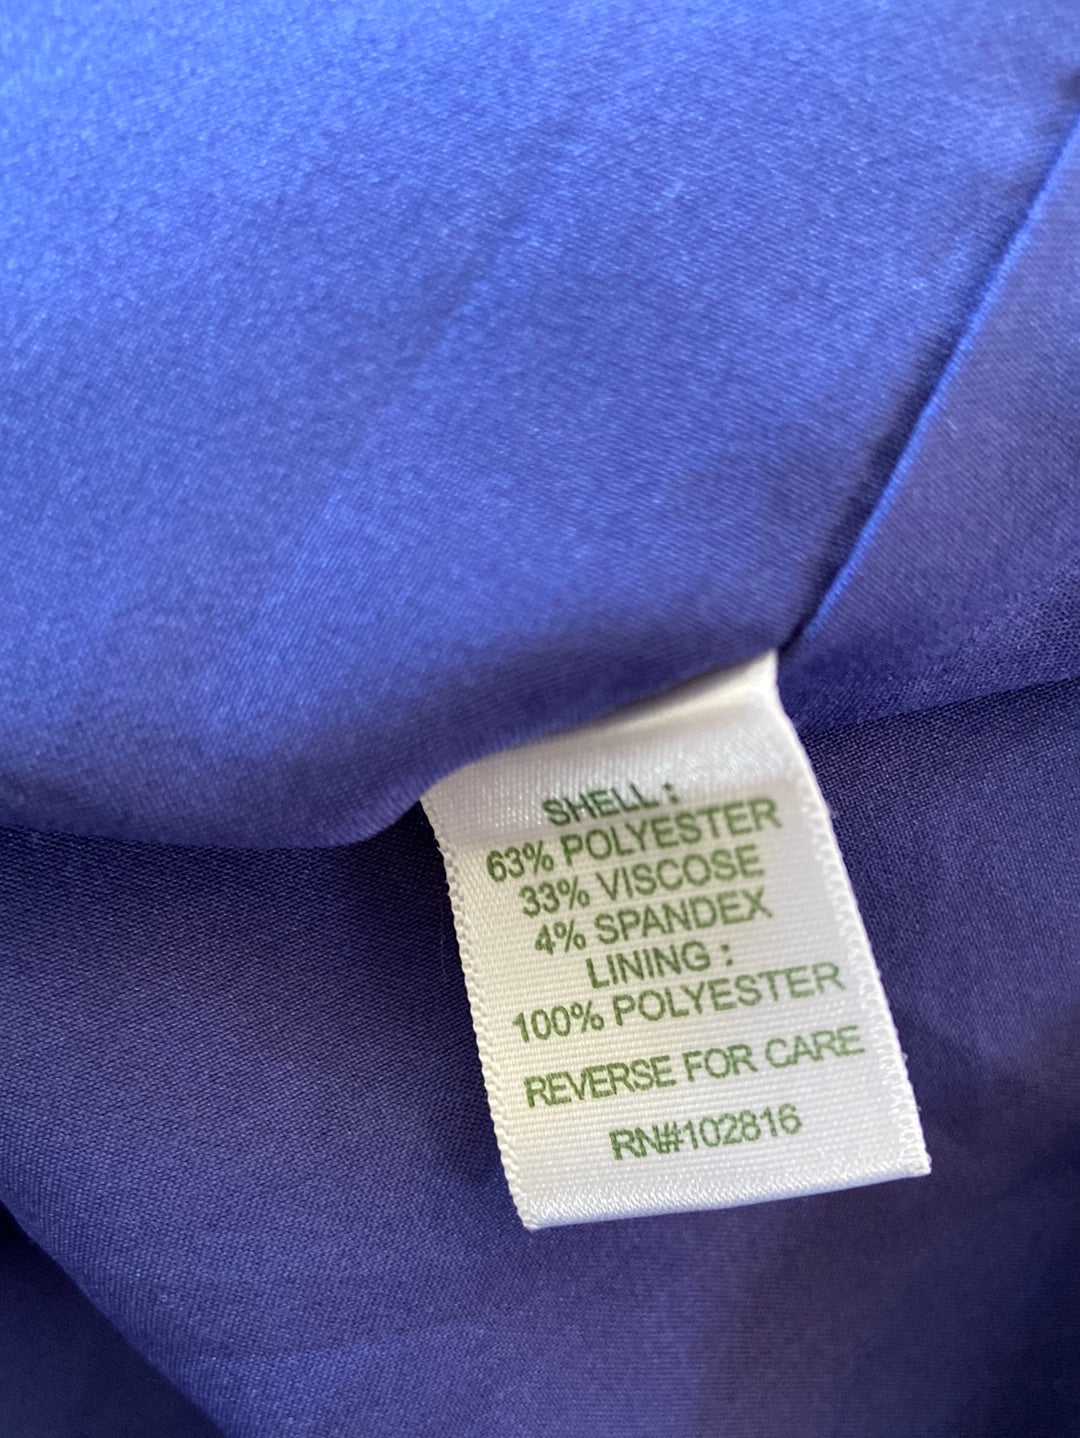 SHELL :
63% POLYESTER
33% VISCOSE
4% SPANDEX
LINING :
100% POLYESTER
REVERSE FOR CARE
RN#102816